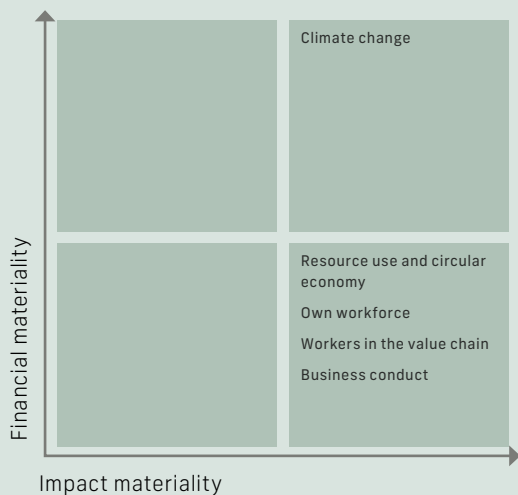 Climate change
Resource use and circular
economy
Own workforce
Workers in the value chain
Business conduct
Financial materiality
Impact materiality